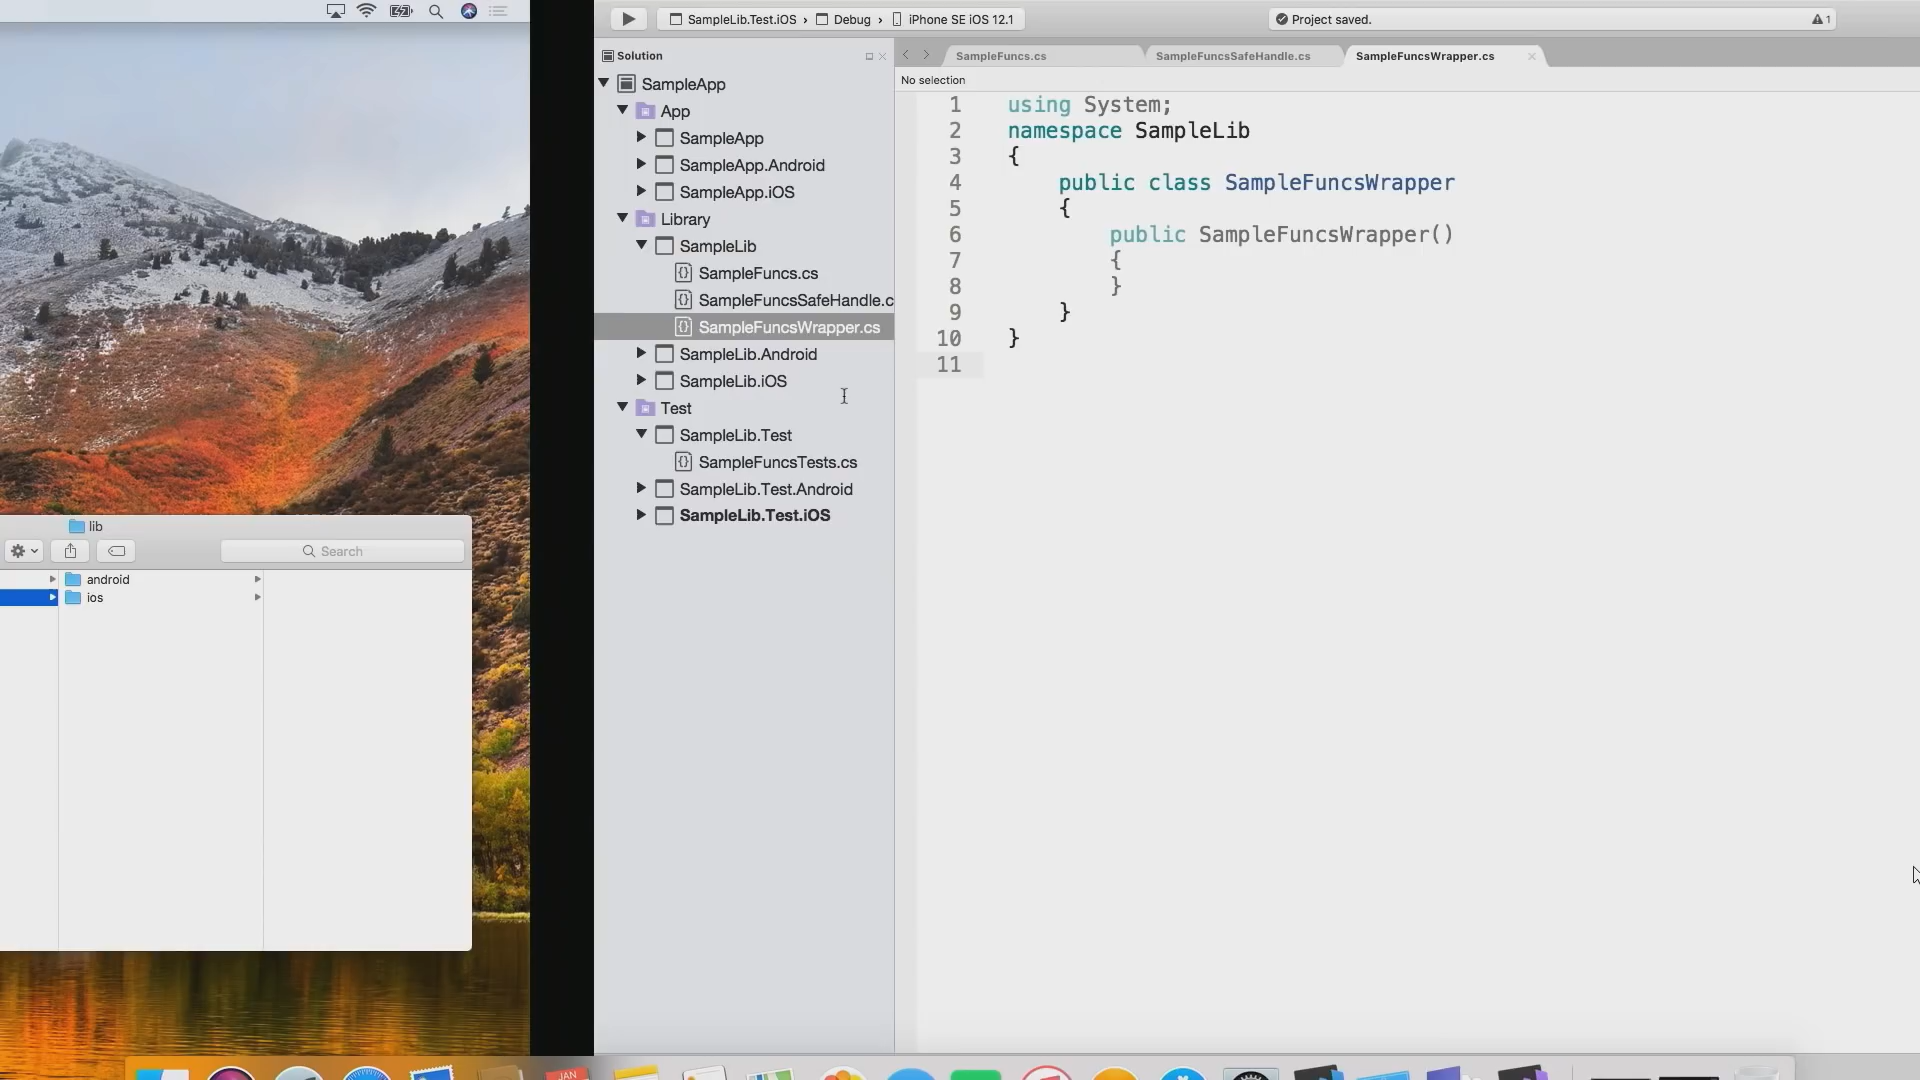 lib
Search
android
ios
SampleLib.Test.iOS › Debug › iPhone SE iOS 12.1
Project saved.
1
Solution
SampleApp
App
SampleApp
SampleApp.Android
SampleApp.iOS
Library
SampleLib
SampleFuncs.cs
SampleFuncsSafeHandle.c
SampleFuncsWrapper.cs
SampleLib.Android
SampleLib.iOS
Test
SampleLib.Test
SampleFuncsTests.cs
SampleLib.Test.Android
SampleLib.Test.iOS
SampleFuncs.cs
SampleFuncsSafeHandle.cs
SampleFuncsWrapper.cs
No selection
1 using System;
2 namespace SampleLib
3 {
4 public class SampleFuncsWrapper
5 {
6 public SampleFuncsWrapper()
7 {
8 }
9 }
10 }
11
JAN